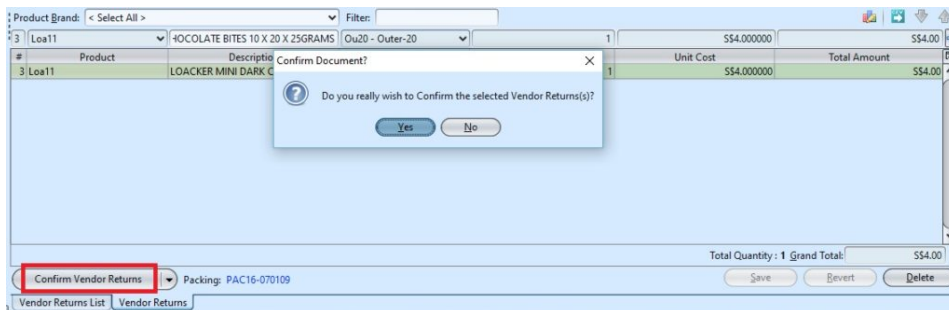 Product Brand: < Select All > Filter:
3 Loa11 HOCOLATE BITES 10 X 20 X 25GRAMS Ou20 - Outer-20 1 S$4.000000 S$4.00
# Product Descriptio Unit Cost Total Amount
3 Loa11 LOACKER MINI DARK C 1 S$4.000000 S$4.00
Confirm Document?
Do you really wish to Confirm the selected Vendor Returns(s)?
Yes No
Total Quantity : 1 Grand Total: S$4.00
Confirm Vendor Returns Packing: PAC16-070109 Save Revert Delete
Vendor Returns List Vendor Returns